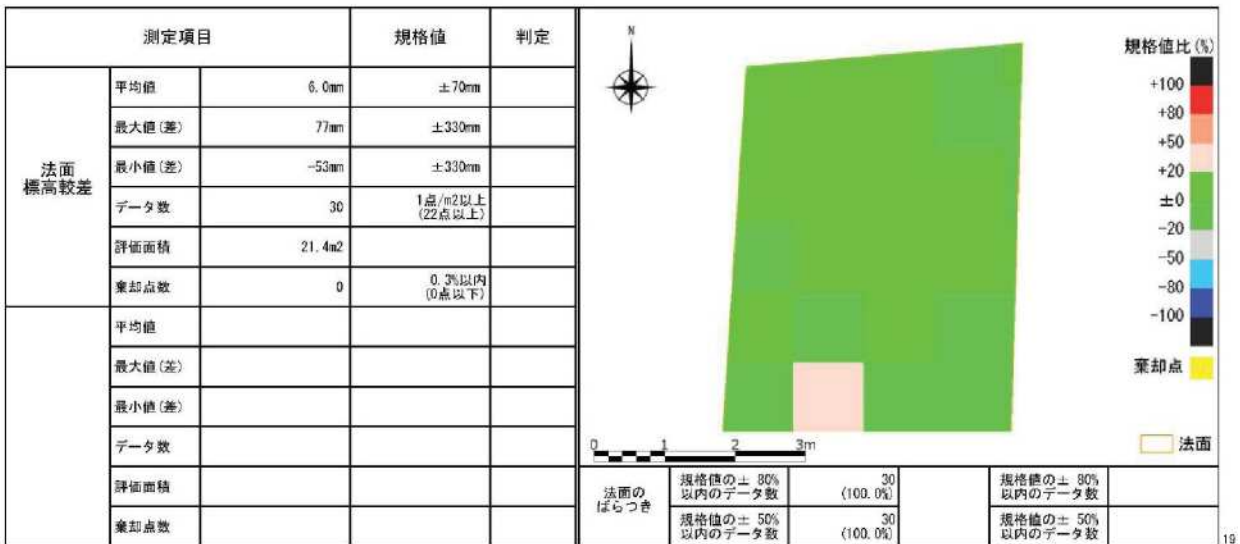 測定項目 規格値 判定
法面
標高較差
平均値 6.0mm ±70mm
最大値(差) 77mm ±330mm
最小値(差) -53mm ±330mm
データ数 30 1点/m2以上
(22点以上)
評価面積 21.4m2
棄却点数 0 0.3%以内
(0点以下)
平均値
最大値(差)
最小値(差)
データ数
評価面積
棄却点数
N
規格値比(%)
+100
+80
+50
+20
±0
-20
-50
-80
-100
棄却点
法面
0 1 2 3m
法面の
ばらつき
規格値の± 80%
以内のデータ数
30
(100.0%)
規格値の± 80%
以内のデータ数
規格値の± 50%
以内のデータ数
30
(100.0%)
規格値の± 50%
以内のデータ数
19